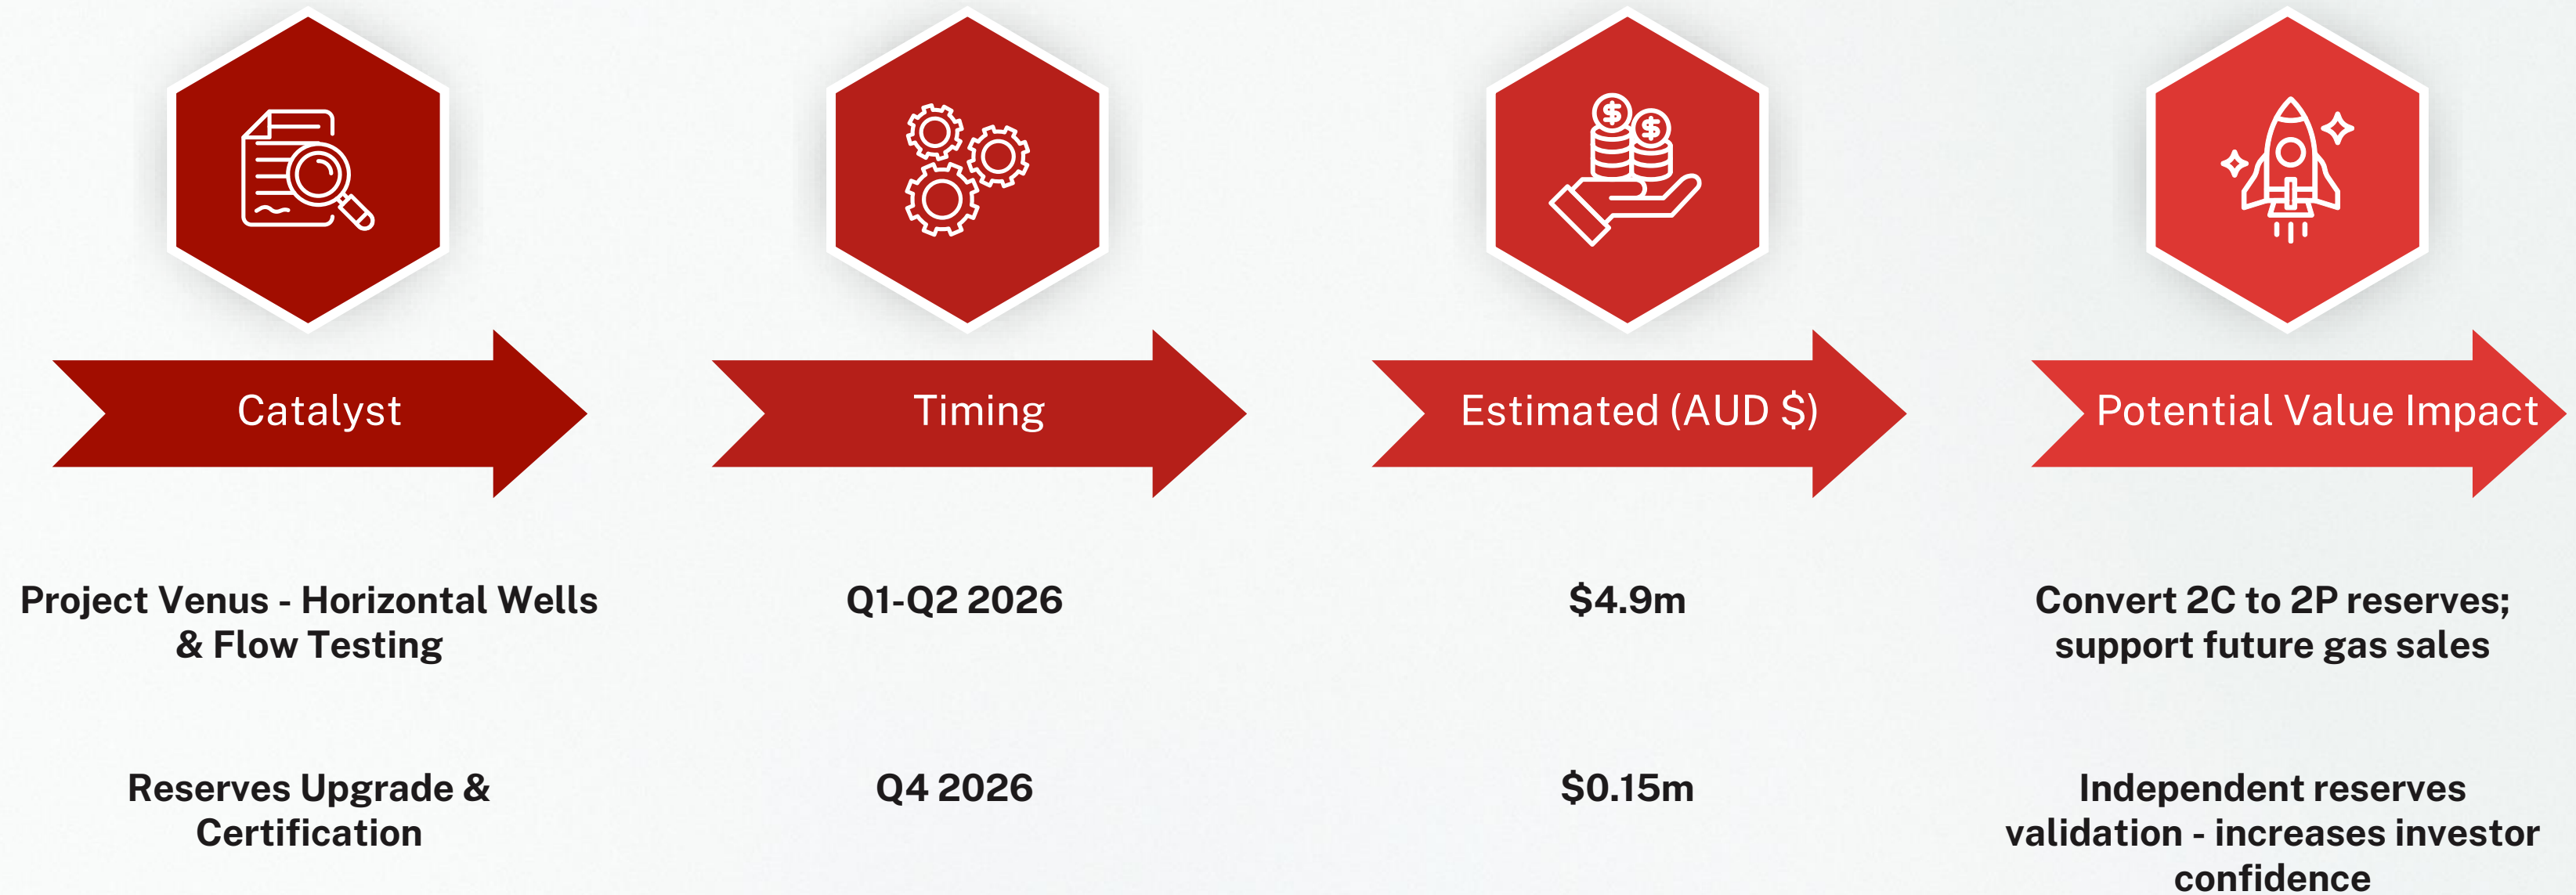 Catalyst
Timing
Estimated (AUD $)
Potential Value Impact
Project Venus - Horizontal Wells
& Flow Testing
Q1-Q2 2026
$4.9m
Convert 2C to 2P reserves;
support future gas sales
Reserves Upgrade &
Certification
Q4 2026
$0.15m
Independent reserves
validation - increases investor
confidence